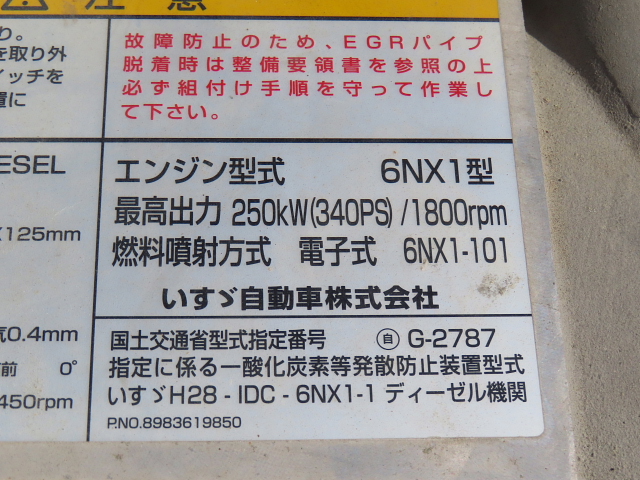 注意
り。
を取り外
イッチを
置に
故障防止のため、EGRパイプ
脱着時は整備要領書を参照の上
必ず組付け手順を守って作業し
て下さい。
ESEL
125mm
0.4mm
前 0°
450rpm
エンジン型式 6NX1型
最高出力 250kW(340PS)/1800rpm
燃料噴射方式 電子式 6NX1-101
いすゞ自動車株式会社
国土交通省型式指定番号 自 G-2787
指定に係る一酸化炭素等発散防止装置型式
いすゞH28 - IDC - 6NX1-1 ディーゼル機関
P.NO.8983619850